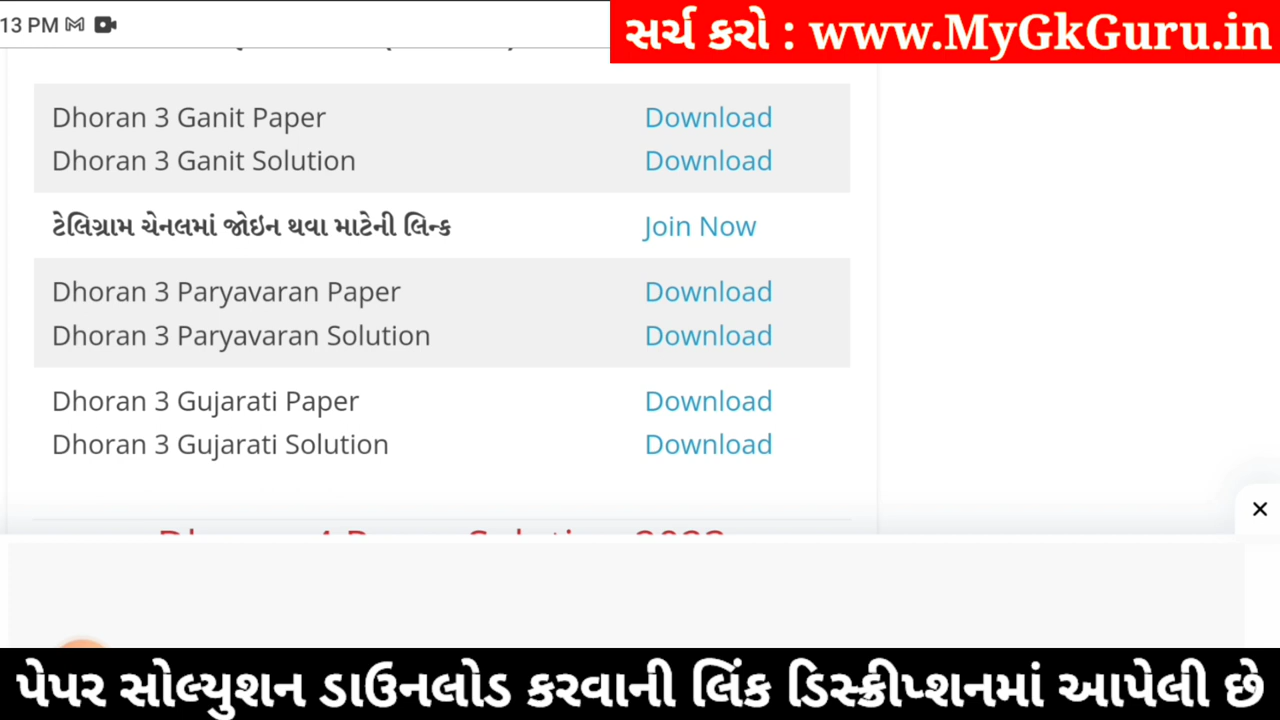 13 PM
સર્ચ કરો : www.MyGkGuru.in
Dhoran 3 Ganit Paper Download
Dhoran 3 Ganit Solution Download
ટેલિગ્રામ ચેનલમાં જોઇન થવા માટેની લિન્ક Join Now
Dhoran 3 Paryavaran Paper Download
Dhoran 3 Paryavaran Solution Download
Dhoran 3 Gujarati Paper Download
Dhoran 3 Gujarati Solution Download
પેપર સોલ્યુશન ડાઉનલોડ કરવાની લિંક ડિસ્ક્રીપ્શનમાં આપેલી છે